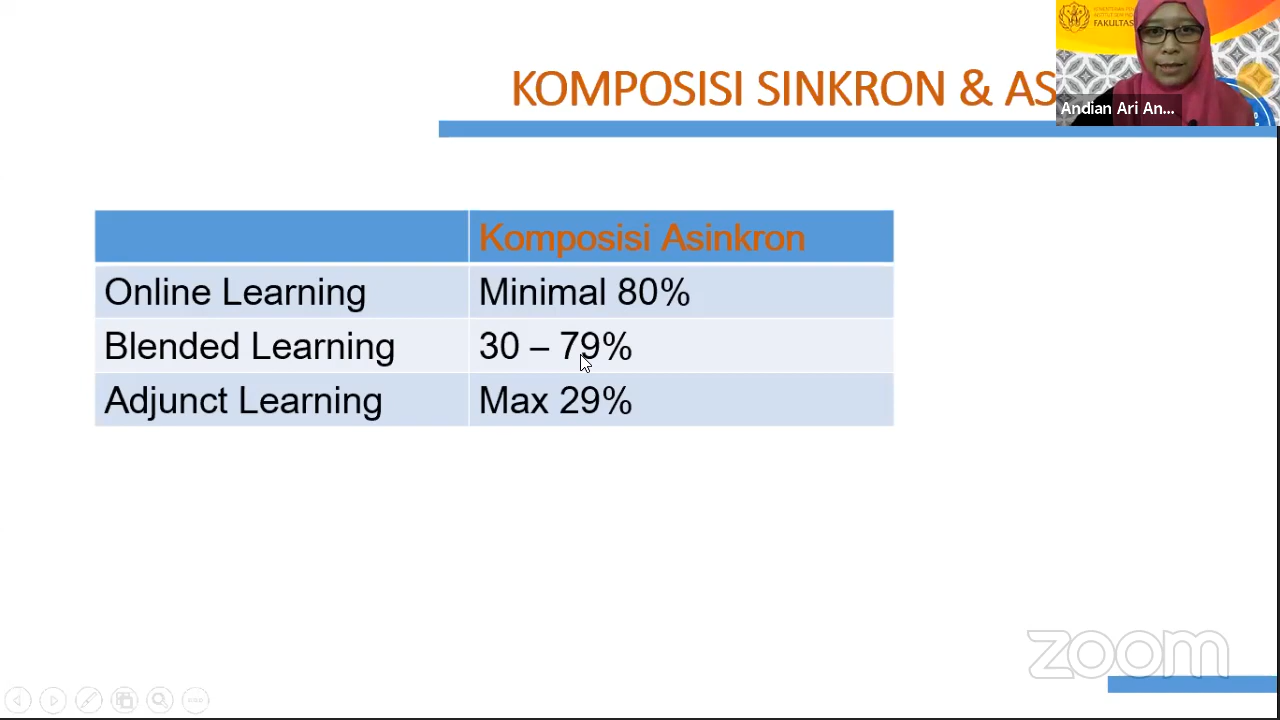 KOMPOSISI SINKRON & AS
FAKULTAS
Andian Ari An...
Komposisi Asinkron
Online Learning Minimal 80%
Blended Learning 30 – 79%
Adjunct Learning Max 29%
zoom